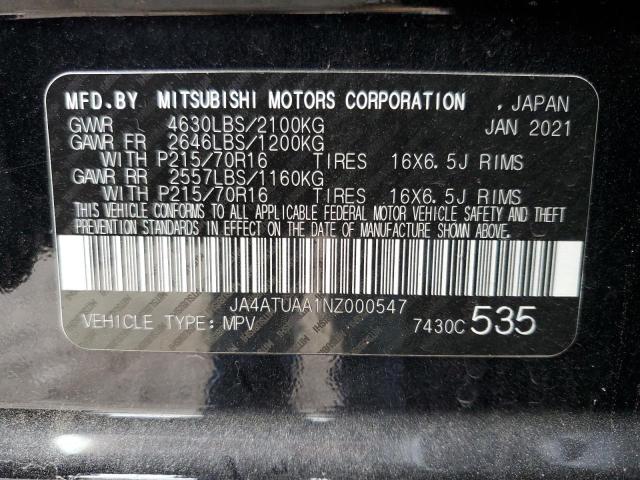 MFD.BY MITSUBISHI MOTORS CORPORATION , JAPAN
GWWR 4630LBS/2100KG JAN 2021
GAWR FR 2646LBS/1200KG
WITH P215/70R16 TIRES 16X6.5J RIMS
GAWR RR 2557LBS/1160KG
WITH P215/70R16 TIRES 16X6.5J RIMS
THIS VEHICLE CONFORMS TO ALL APPLICABLE FEDERAL MOTOR VEHICLE SAFETY AND THEFT
PREVENTION STANDARDS IN EFFECT ON THE DATE OF MANUFACTURE SHOWN ABOVE.
JA4ATUAA1NZ000547
VEHICLE TYPE: MPV 7430C 535